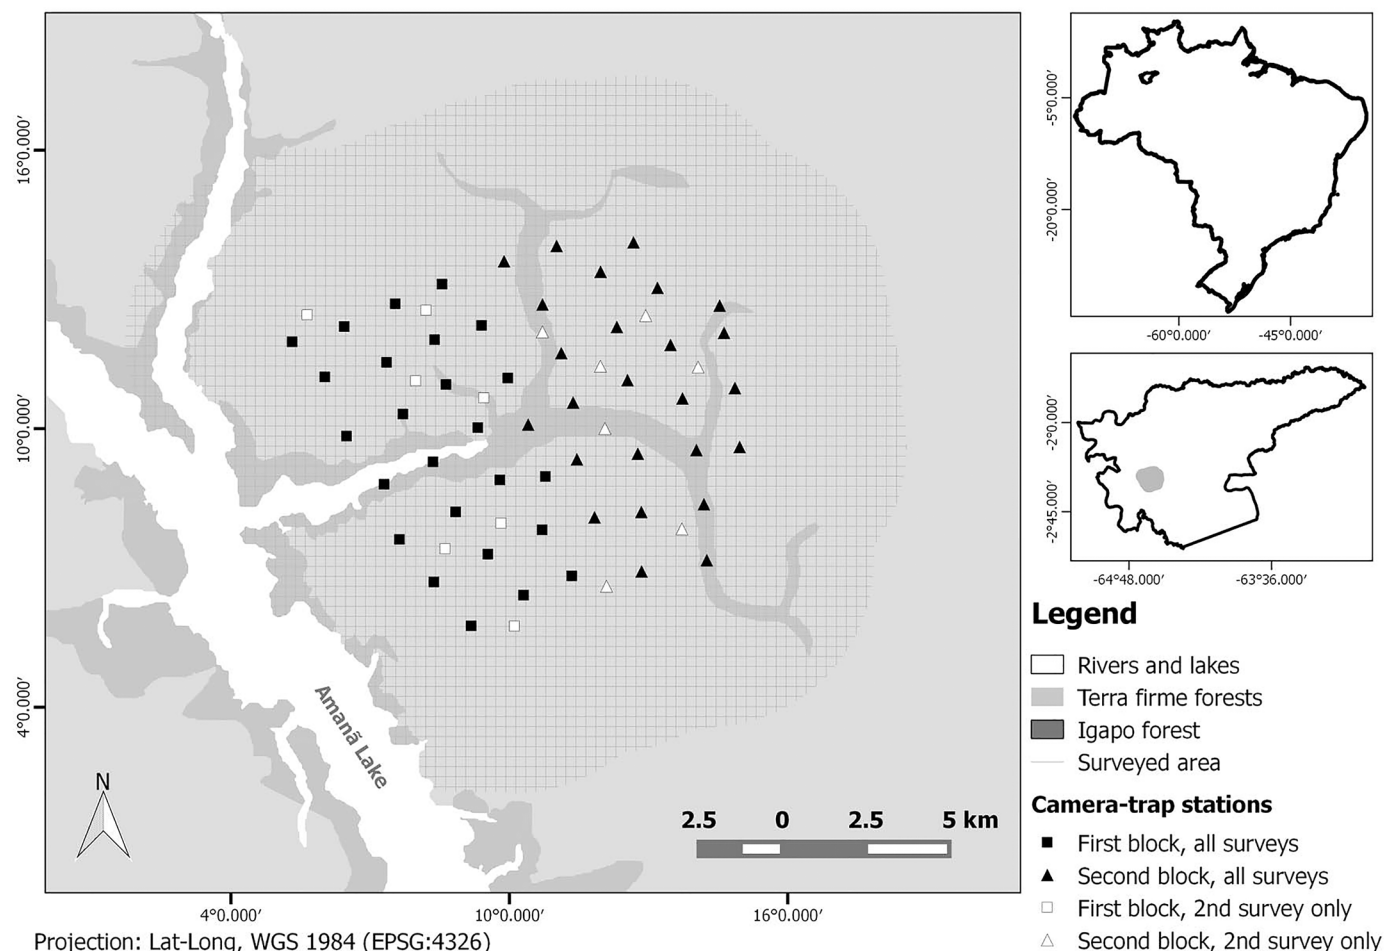 16°0.000′
10°0.000′
4°0.000′
4°0.000′
10°0.000′
16°0.000′
Amanã Lake
N
2.5 0 2.5 5 km
Projection: Lat-Long, WGS 1984 (EPSG:4326)
-5°0.000′
-20°0.000′
-60°0.000′
-45°0.000′
-2°0.000′
-2°45.000′
-64°48.000′
-63°36.000′
Legend
Rivers and lakes
Terra firme forests
Igapo forest
Surveyed area
Camera-trap stations
First block, all surveys
Second block, all surveys
First block, 2nd survey only
Second block, 2nd survey only